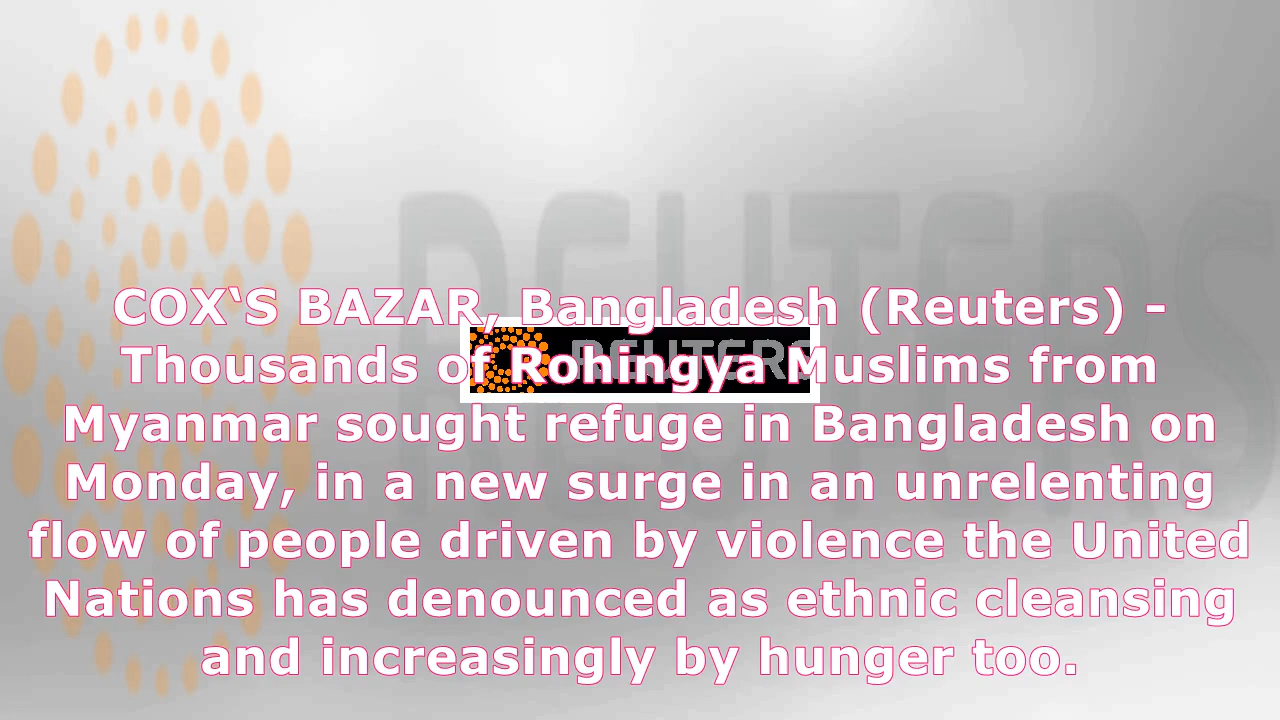 REUTERS
COX‛S BAZAR, Bangladesh (Reuters) -
REUTERS
Thousands of Rohingya Muslims from
Myanmar sought refuge in Bangladesh on
Monday, in a new surge in an unrelenting
flow of people driven by violence the United
Nations has denounced as ethnic cleansing
and increasingly by hunger too.